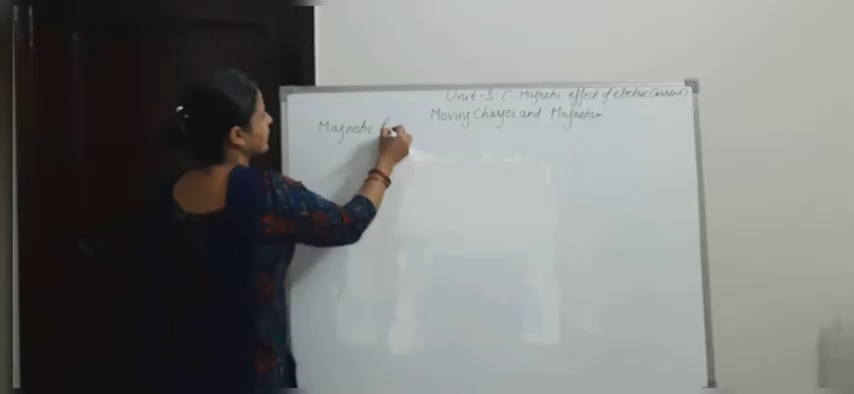 Unit-3 ( Magnetic effect of electric current)
Moving Charges and Magnetism
Magnetic